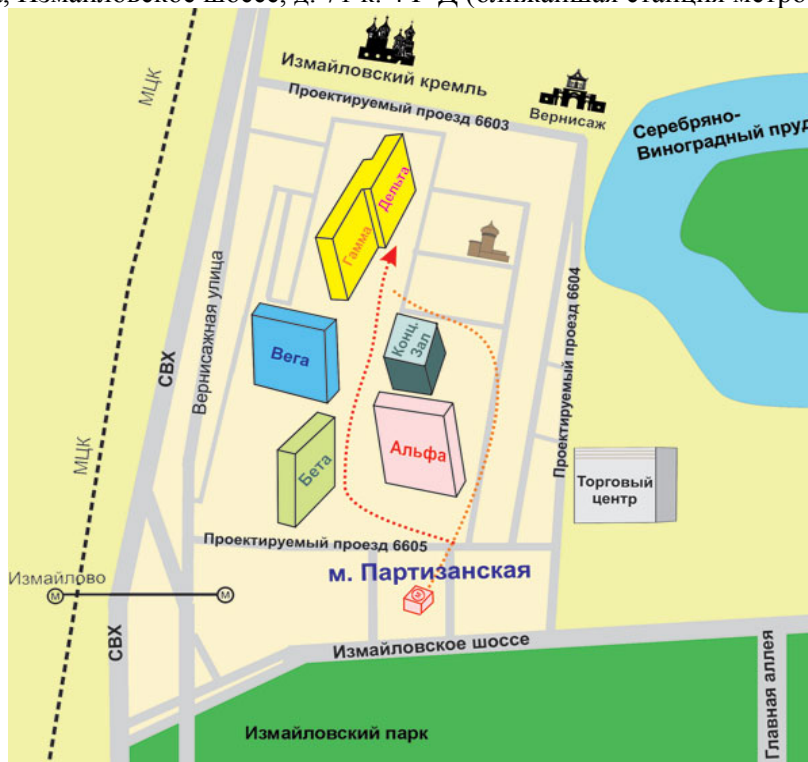 Измайловское шоссе, д. 71 к. 4 Г-Д (ближайшая станция метро
МЦК
Измайловский кремль
Проектируемый проезд 6603
Вернисаж
Серебряно-
Виноградный пруд
Дельта
Гамма
Вернисажная улица
СВХ
Вега
Конц.
Зал
Проектируемый проезд 6604
МЦК
Бета
Альфа
Торговый
центр
Проектируемый проезд 6605
Измайлово
м. Партизанская
М
М
СВХ
Измайловское шоссе
Измайловский парк
Главная аллея